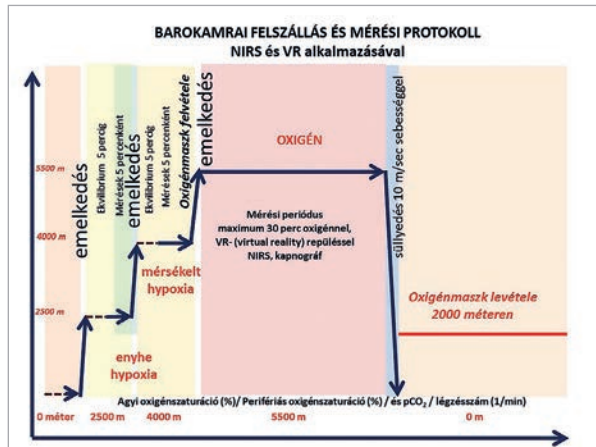 BAROKAMRAI FELSZÁLLÁS ÉS MÉRÉSI PROTOKOLL
NIRS és VR alkalmazásával
emelkedés
Ekvilibrium 5 percig
Mérések 5 percenként
emelkedés
Ekvilibrium 5 percig
Mérések 5 percenként
Oxigénmaszk felvétele
emelkedés
OXIGÉN
süllyedés 10 m/sec sebességgel
5500 m
4000 m
2500 m
Mérési periódus
maximum 30 perc oxigénnel,
VR- (virtual reality) repüléssel
NIRS, kapnográf
mérsékelt
hypoxia
enyhe
hypoxia
Oxigénmaszk levétele
2000 méteren
Agyi oxigénszaturáció (%)/ Perifériás oxigénszaturáció (%) / és pCO₂ / légzésszám (1/min)
0 méter 2500 m 4000 m 5500 m 0 m